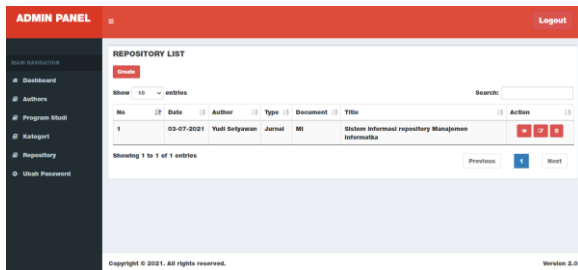 ADMIN PANEL
Logout
MAIN NAVIGATION
Dashboard
Authors
Program Studi
Kategori
Repository
Ubah Password
REPOSITORY LIST
Create
Show 10 entries
Search:
No Date Author Type Document Title Action
1 03-07-2021 Yudi Setyawan Jurnal MI Sistem Informasi repository Manajemen
Informatka
Showing 1 to 1 of 1 entries
Previous 1 Next
Copyright © 2021. All rights reserved.
Version 2.0